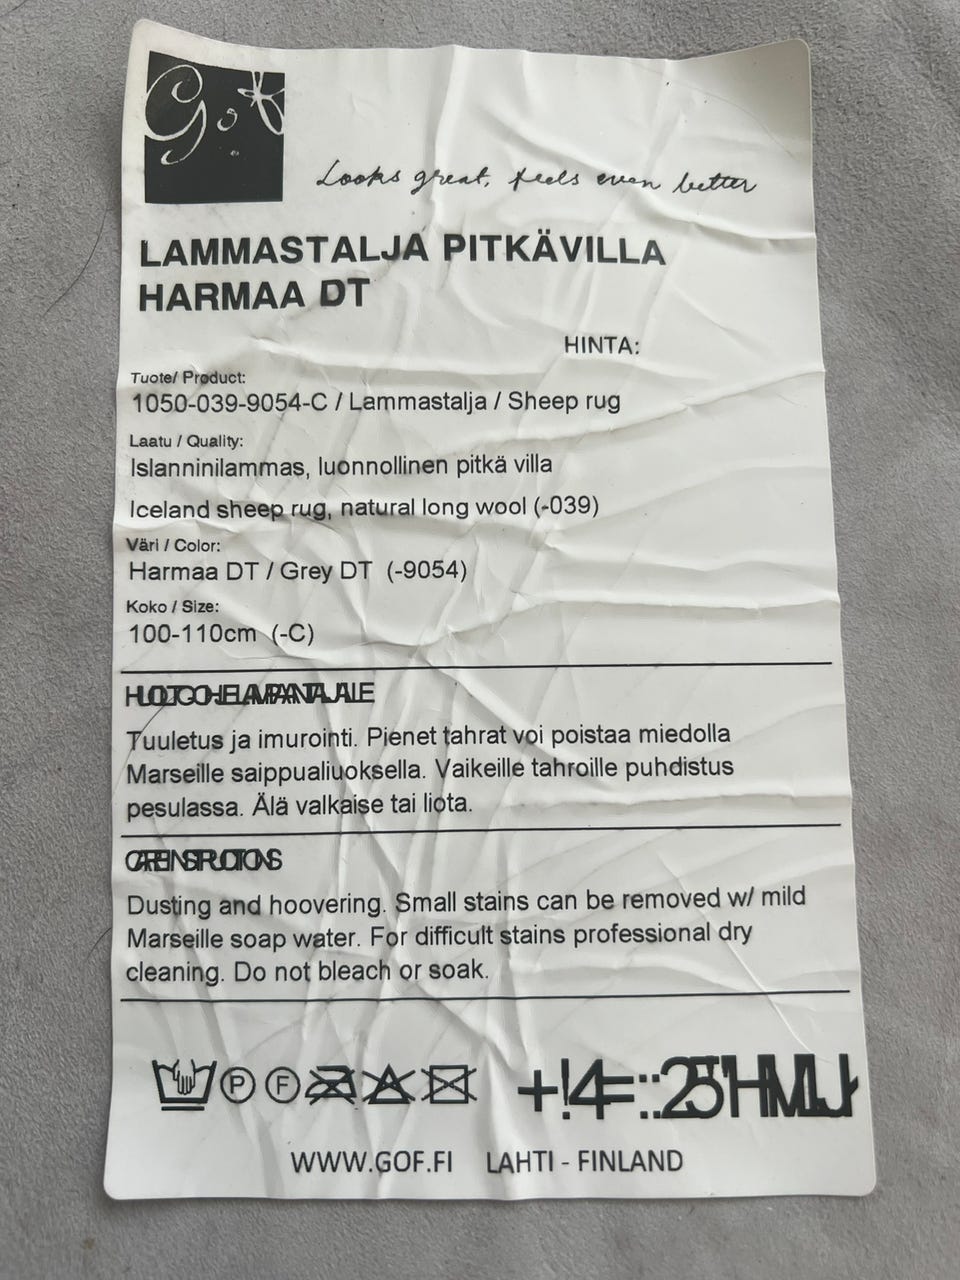 Gof
Looks great, feels even better
LAMMASTALJA PITKÄVILLA
HARMAA DT
HINTA:
Tuote/ Product:
1050-039-9054-C / Lammastalja / Sheep rug
Laatu / Quality:
Islanninilammas, luonnollinen pitkä villa
Iceland sheep rug, natural long wool (-039)
Väri / Color:
Harmaa DT / Grey DT (-9054)
Koko / Size:
100-110cm (-C)
Tuuletus ja imurointi. Pienet tahrat voi poistaa miedolla
Marseille saippualiuoksella. Vaikeille tahroille puhdistus
pesulassa. Älä valkaise tai liota.
CARE INSTRUCTIONS
Dusting and hoovering. Small stains can be removed w/ mild
Marseille soap water. For difficult stains professional dry
cleaning. Do not bleach or soak.
P F
WWW.GOF.FI LAHTI - FINLAND